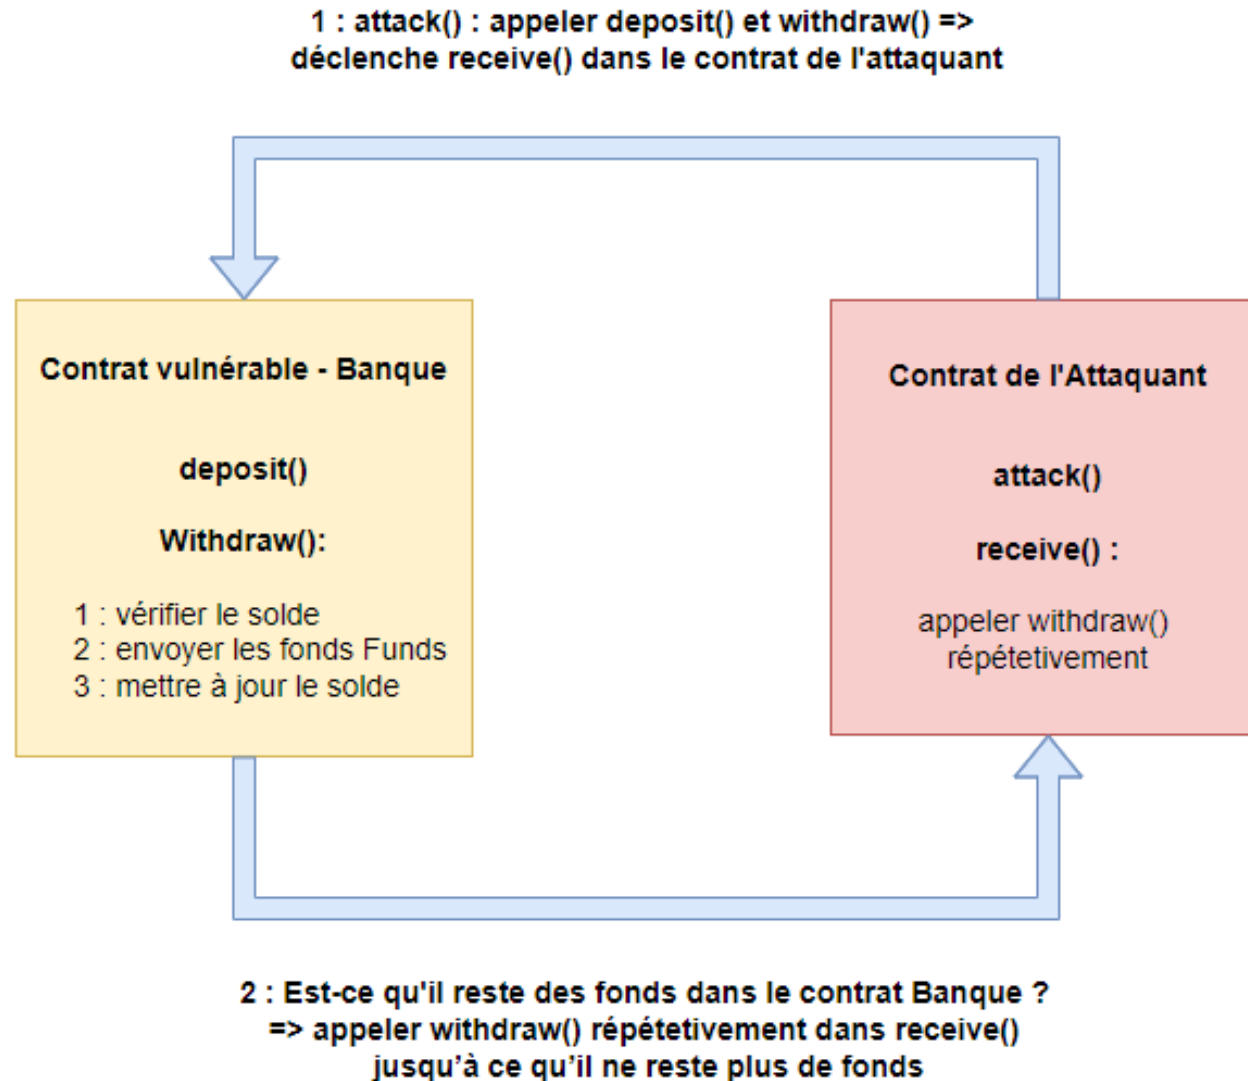 1 : attack() : appeler deposit() et withdraw() =>
déclenche receive() dans le contrat de l'attaquant
Contrat vulnérable - Banque
deposit()
Withdraw():
1 : vérifier le solde
2 : envoyer les fonds Funds
3 : mettre à jour le solde
Contrat de l'Attaquant
attack()
receive() :
appeler withdraw()
répétetivement
2 : Est-ce qu'il reste des fonds dans le contrat Banque ?
=> appeler withdraw() répétetivement dans receive()
jusqu’à ce qu’il ne reste plus de fonds